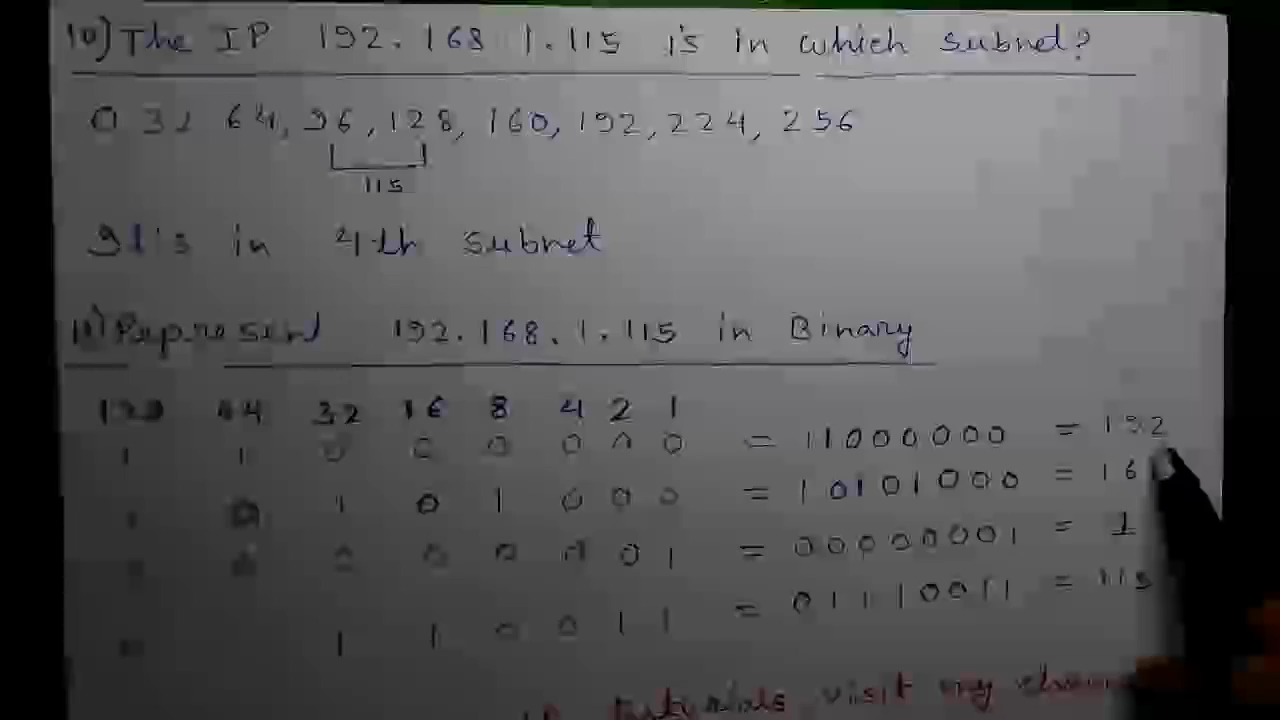 10) The IP 192.168 1.115 is in which subnet?
0 32 64, 96, 128, 160, 192, 224, 256
115
It is in 4th subnet
11) Represent 192.168.1.115 in Binary
128 64 32 16 8 4 2 1
1 1 0 0 0 0 0 0 = 11000000 = 192
1 0 1 0 1 0 0 0 = 10101000 = 16
0 0 0 0 0 0 0 1 = 00000001 = 1
0 1 1 0 0 1 1 = 01110011 = 115
tutorials visit my